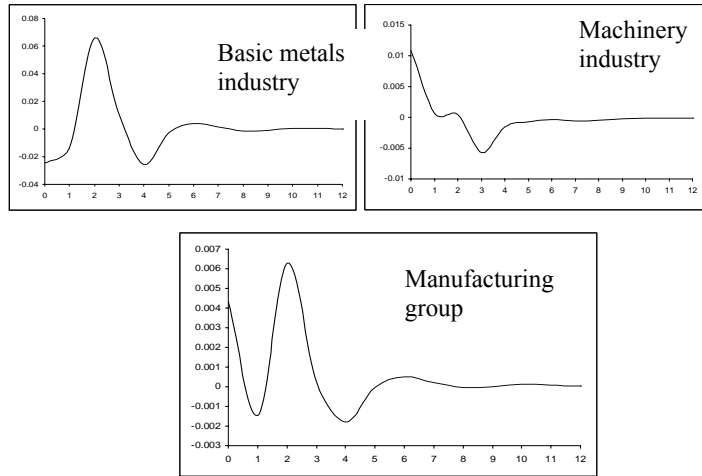 0.08
0.06
0.04
0.02
0
-0.02
-0.04
0 1 2 3 4 5 6 7 8 9 10 11 12
Basic metals
industry
0.015
0.01
0.005
0
-0.005
-0.01
0 1 2 3 4 5 6 7 8 9 10 11 12
Machinery
industry
0.007
0.006
0.005
0.004
0.003
0.002
0.001
0
-0.001
-0.002
-0.003
0 1 2 3 4 5 6 7 8 9 10 11 12
Manufacturing
group